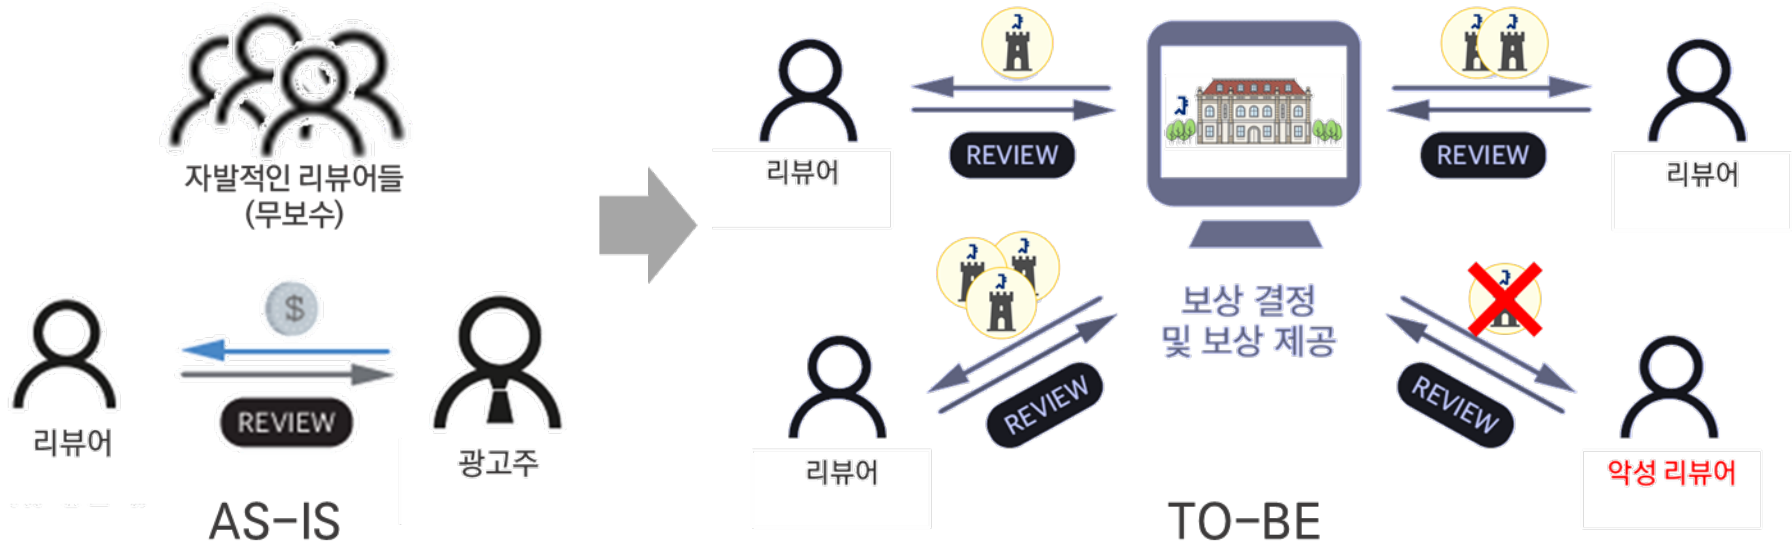 자발적인 리뷰어들
(무보수)
$
REVIEW
리뷰어
광고주
AS-IS
리뷰어
REVIEW
REVIEW
리뷰어
보상 결정
및 보상 제공
REVIEW
리뷰어
REVIEW
악성 리뷰어
TO-BE